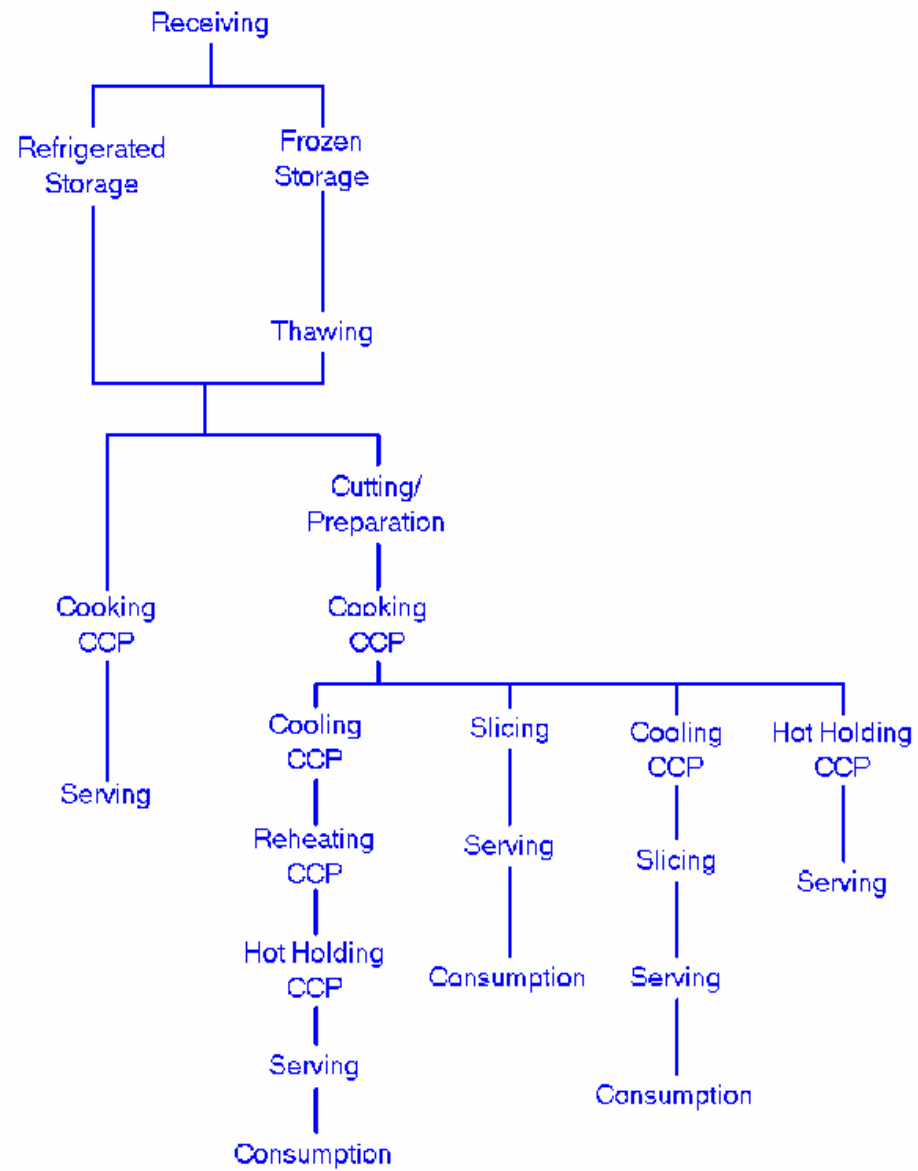 Receiving
Refrigerated
Storage
Frozen
Storage
Thawing
Cutting/
Preparation
Cooking
CCP
Cooking
CCP
Serving
Cooling
CCP
Slicing
Cooling
CCP
Hot Holding
CCP
Reheating
CCP
Serving
Slicing
Serving
Hot Holding
CCP
Consumption
Serving
Serving
Consumption
Consumption